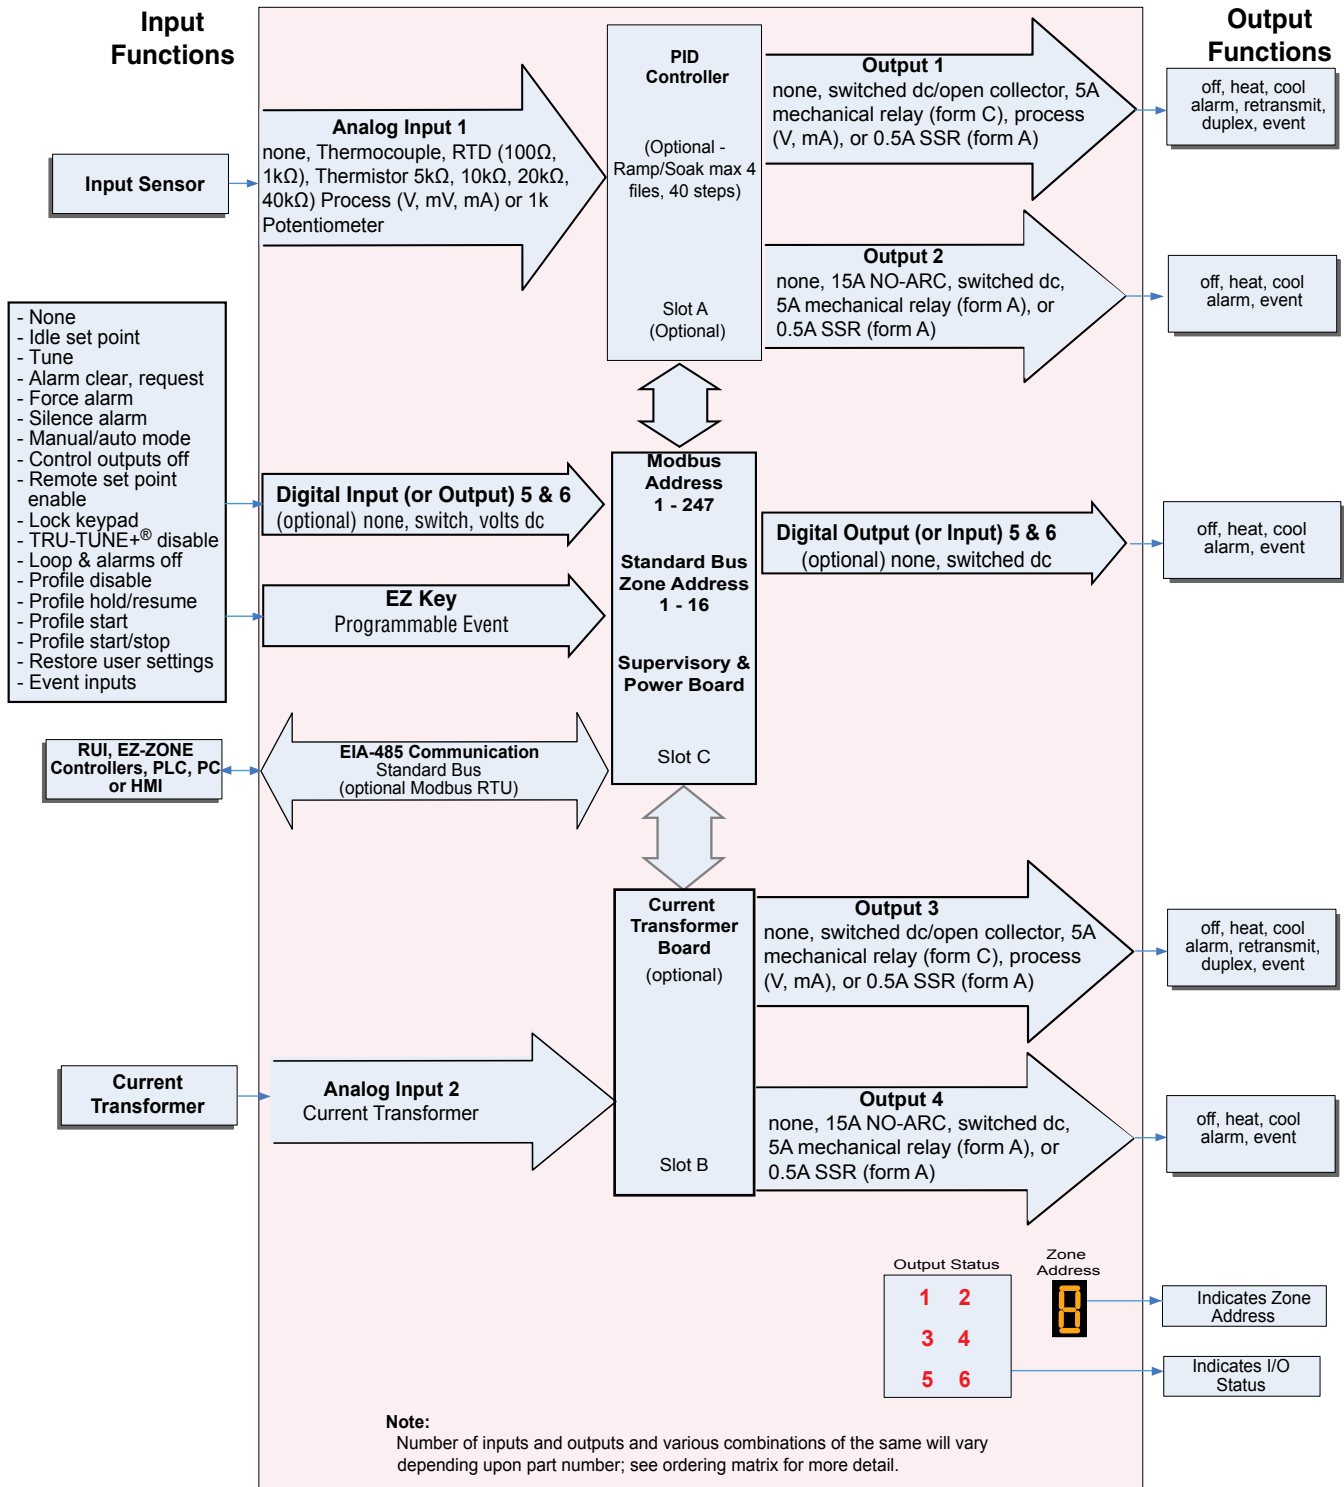 Input
Functions
Output
Functions
PID
Controller
(Optional -
Ramp/Soak max 4
files, 40 steps)
Slot A
(Optional)
Analog Input 1
none, Thermocouple, RTD (100Ω,
1kΩ), Thermistor 5kΩ, 10kΩ, 20kΩ,
40kΩ) Process (V, mV, mA) or 1k
Potentiometer
Input Sensor
Output 1
none, switched dc/open collector, 5A
mechanical relay (form C), process
(V, mA), or 0.5A SSR (form A)
off, heat, cool
alarm, retransmit,
duplex, event
Output 2
none, 15A NO-ARC, switched dc,
5A mechanical relay (form A), or
0.5A SSR (form A)
off, heat, cool
alarm, event
- None
- Idle set point
- Tune
- Alarm clear, request
- Force alarm
- Silence alarm
- Manual/auto mode
- Control outputs off
- Remote set point
enable
- Lock keypad
- TRU-TUNE+® disable
- Loop & alarms off
- Profile disable
- Profile hold/resume
- Profile start
- Profile start/stop
- Restore user settings
- Event inputs
Digital Input (or Output) 5 & 6
(optional) none, switch, volts dc
EZ Key
Programmable Event
Modbus
Address
1 - 247
Standard Bus
Zone Address
1 - 16
Supervisory &
Power Board
Slot C
Digital Output (or Input) 5 & 6
(optional) none, switched dc
off, heat, cool
alarm, event
RUI, EZ-ZONE
Controllers, PLC, PC
or HMI
EIA-485 Communication
Standard Bus
(optional Modbus RTU)
Current
Transformer
Board
(optional)
Slot B
Output 3
none, switched dc/open collector, 5A
mechanical relay (form C), process
(V, mA), or 0.5A SSR (form A)
off, heat, cool
alarm, retransmit,
duplex, event
Current
Transformer
Analog Input 2
Current Transformer
Output 4
none, 15A NO-ARC, switched dc,
5A mechanical relay (form A), or
0.5A SSR (form A)
off, heat, cool
alarm, event
Output Status
1 2
3 4
5 6
Zone
Address
8
Indicates Zone
Address
Indicates I/O
Status
Note:
Number of inputs and outputs and various combinations of the same will vary
depending upon part number; see ordering matrix for more detail.